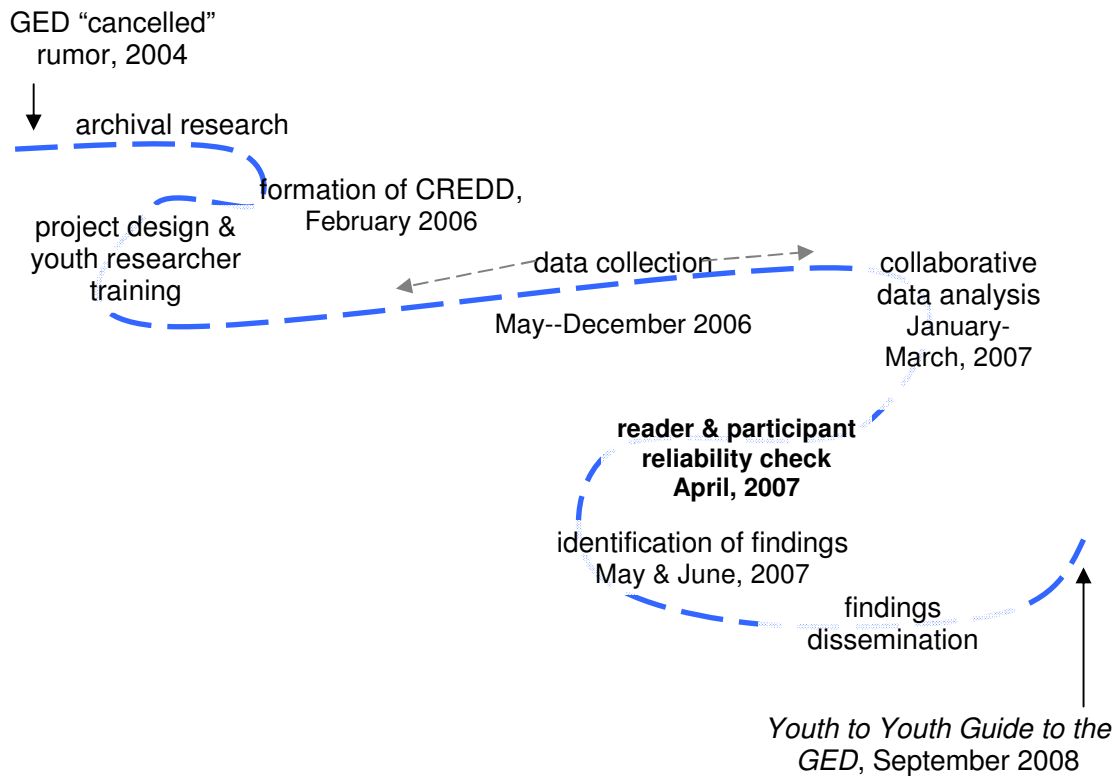 GED “cancelled”
rumor, 2004
archival research
formation of CREDD,
February 2006
project design &
youth researcher
training
data collection
May--December 2006
collaborative
data analysis
January-
March, 2007
reader & participant
reliability check
April, 2007
identification of findings
May & June, 2007
findings
dissemination
Youth to Youth Guide to the
GED, September 2008